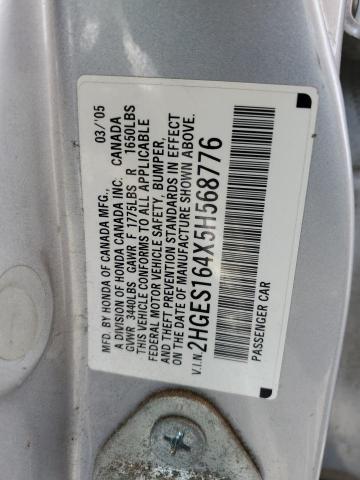 MFD. BY HONDA OF CANADA MFG., 03/'05
A DIVISION OF HONDA CANADA INC. CANADA
GVWR 3440LBS GAWR F 1775LBS R 1650LBS
THIS VEHICLE CONFORMS TO ALL APPLICABLE
FEDERAL MOTOR VEHICLE SAFETY, BUMPER,
AND THEFT PREVENTION STANDARDS IN EFFECT
ON THE DATE OF MANUFACTURE SHOWN ABOVE.
V.I.N. 2HGES164X5H568776
PASSENGER CAR